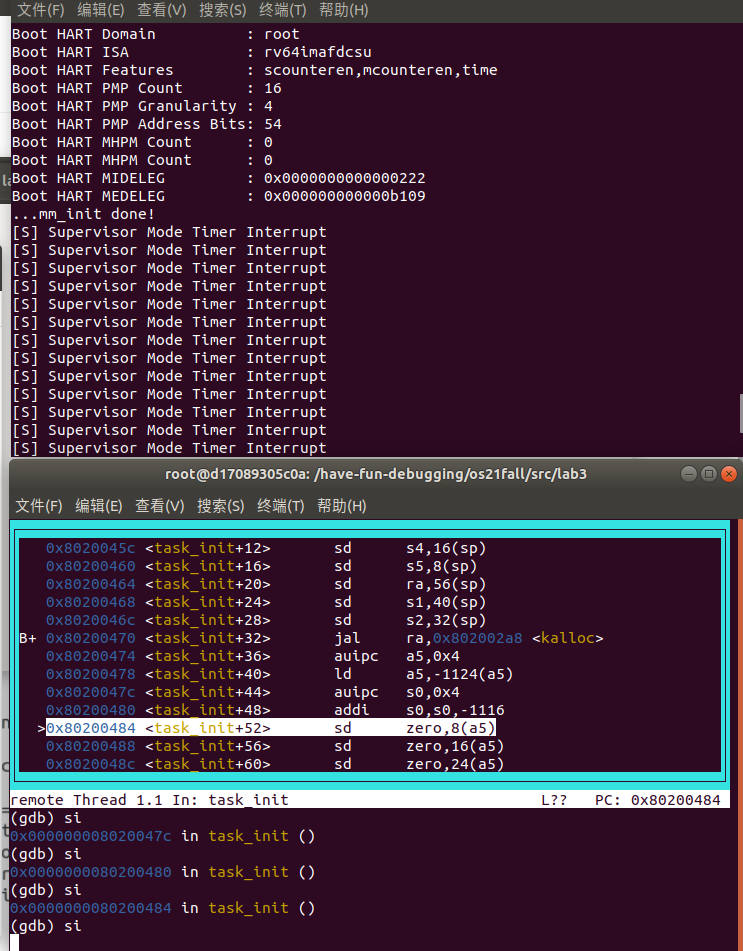 文件(F) 编辑(E) 查看(V) 搜索(S) 终端(T) 帮助(H)
Boot HART Domain : root
Boot HART ISA : rv64imafdcsu
Boot HART Features : scounteren,mcounteren,time
Boot HART PMP Count : 16
Boot HART PMP Granularity : 4
Boot HART PMP Address Bits: 54
Boot HART MHPM Count : 0
Boot HART MHPM Count : 0
Boot HART MIDELEG : 0x0000000000000222
Boot HART MEDELEG : 0x000000000000b109
...mm_init done!
[S] Supervisor Mode Timer Interrupt
[S] Supervisor Mode Timer Interrupt
[S] Supervisor Mode Timer Interrupt
[S] Supervisor Mode Timer Interrupt
[S] Supervisor Mode Timer Interrupt
[S] Supervisor Mode Timer Interrupt
[S] Supervisor Mode Timer Interrupt
[S] Supervisor Mode Timer Interrupt
[S] Supervisor Mode Timer Interrupt
[S] Supervisor Mode Timer Interrupt
[S] Supervisor Mode Timer Interrupt
[S] Supervisor Mode Timer Interrupt
[S] Supervisor Mode Timer Interrupt
root@d17089305c0a: /have-fun-debugging/os21fall/src/lab3
文件(F) 编辑(E) 查看(V) 搜索(S) 终端(T) 帮助(H)
0x8020045c <task_init+12> sd s4,16(sp)
0x80200460 <task_init+16> sd s5,8(sp)
0x80200464 <task_init+20> sd ra,56(sp)
0x80200468 <task_init+24> sd s1,40(sp)
0x8020046c <task_init+28> sd s2,32(sp)
B+ 0x80200470 <task_init+32> jal ra,0x802002a8 <kalloc>
0x80200474 <task_init+36> auipc a5,0x4
0x80200478 <task_init+40> ld a5,-1124(a5)
0x8020047c <task_init+44> auipc s0,0x4
0x80200480 <task_init+48> addi s0,s0,-1116
>0x80200484 <task_init+52> sd zero,8(a5)
0x80200488 <task_init+56> sd zero,16(a5)
0x8020048c <task_init+60> sd zero,24(a5)
remote Thread 1.1 In: task_init L?? PC: 0x80200484
(gdb) si
0x000000008020047c in task_init ()
(gdb) si
0x0000000080200480 in task_init ()
(gdb) si
0x0000000080200484 in task_init ()
(gdb) si